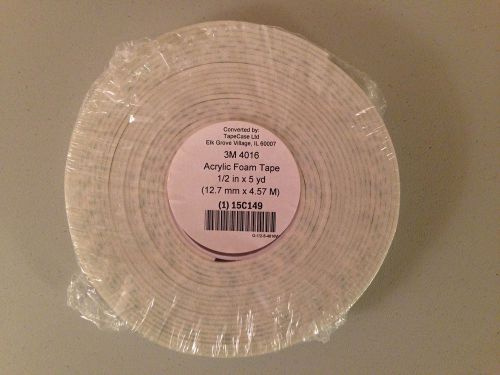 Converted by:
TapeCase Ltd
Elk Grove Village, IL 60007
3M 4016
Acrylic Foam Tape
1/2 in x 5 yd
(12.7 mm x 4.57 M)
(1) 15C149